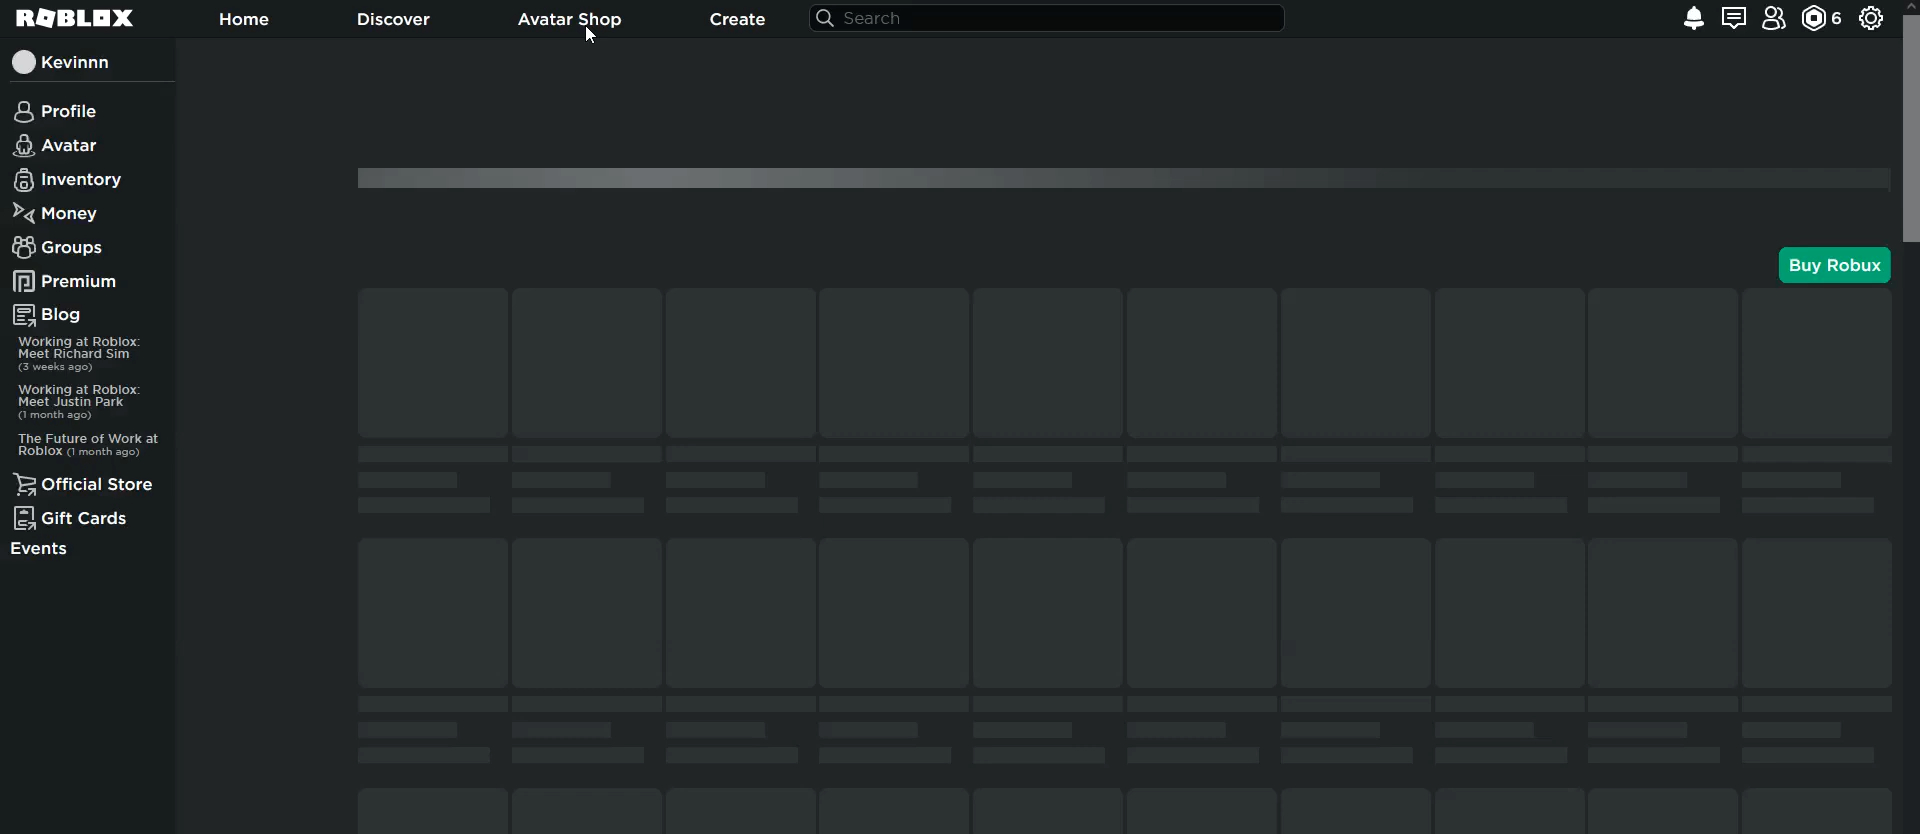 ROBLOX Home Discover Avatar Shop Create Search 6
Kevinnn
Profile
Avatar
Inventory
Money
Groups
Premium
Blog
Working at Roblox:
Meet Richard Sim
(3 weeks ago)
Working at Roblox:
Meet Justin Park
(1 month ago)
The Future of Work at
Roblox (1 month ago)
Official Store
Gift Cards
Events
Buy Robux